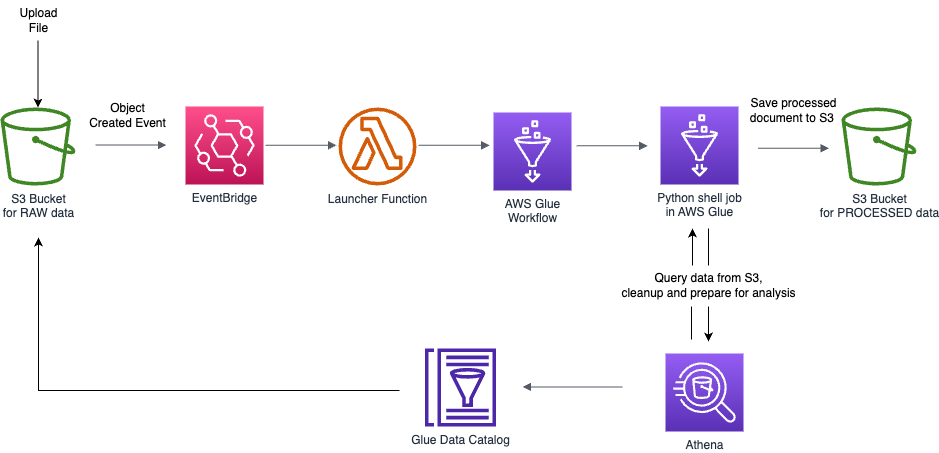 Upload
File
Object
Created Event
Save processed
document to S3
S3 Bucket
for RAW data
EventBridge
Launcher Function
AWS Glue
Workflow
Python shell job
in AWS Glue
S3 Bucket
for PROCESSED data
Query data from S3,
cleanup and prepare for analysis
Glue Data Catalog
Athena